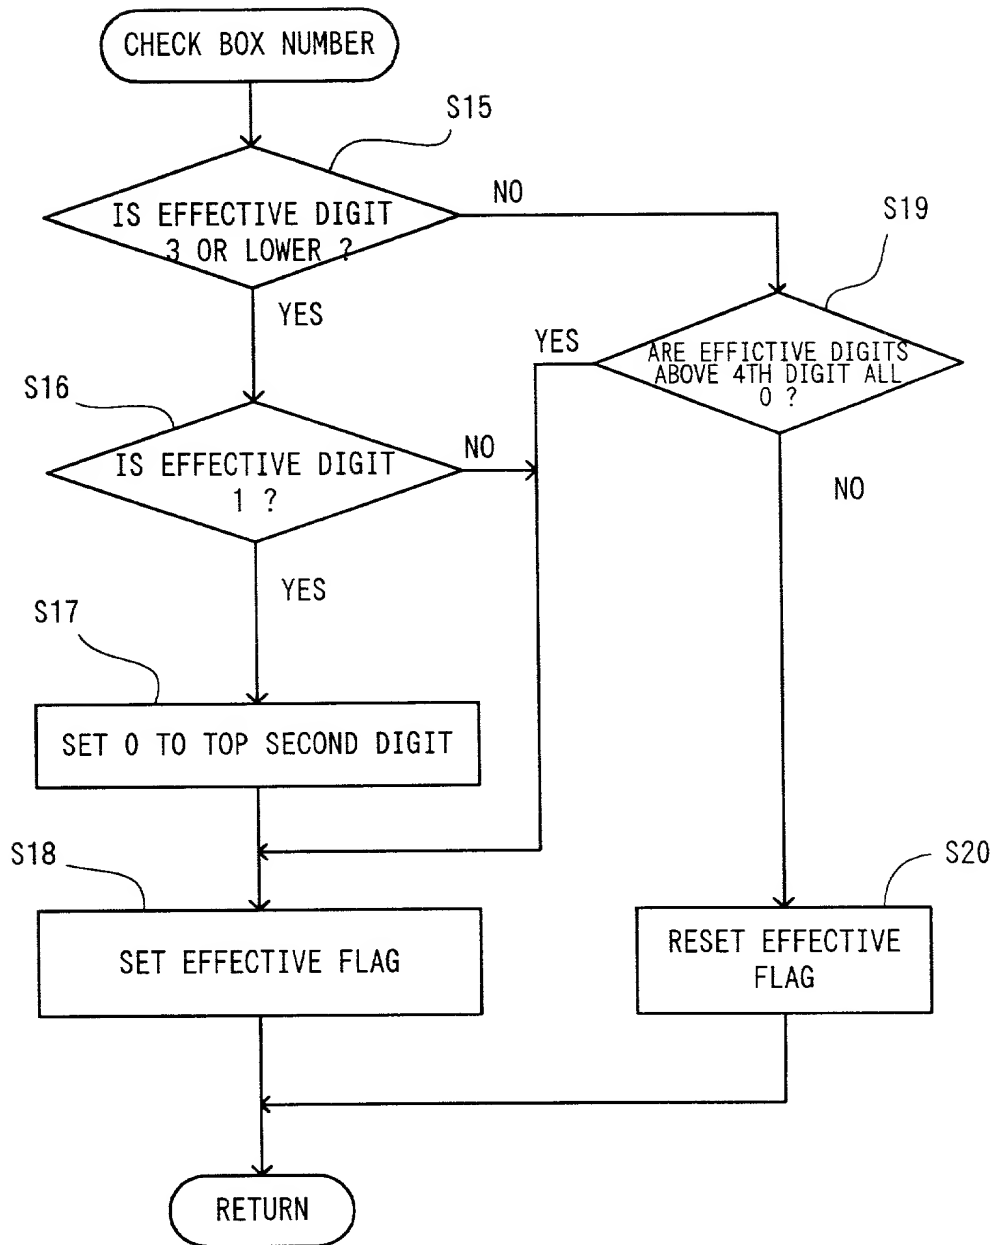 CHECK BOX NUMBER
S15
IS EFFECTIVE DIGIT
3 OR LOWER ?
NO
YES
S19
ARE EFFICTIVE DIGITS
ABOVE 4TH DIGIT ALL
0 ?
YES
NO
S16
IS EFFECTIVE DIGIT
1 ?
NO
YES
S17
SET 0 TO TOP SECOND DIGIT
S18
SET EFFECTIVE FLAG
S20
RESET EFFECTIVE
FLAG
RETURN